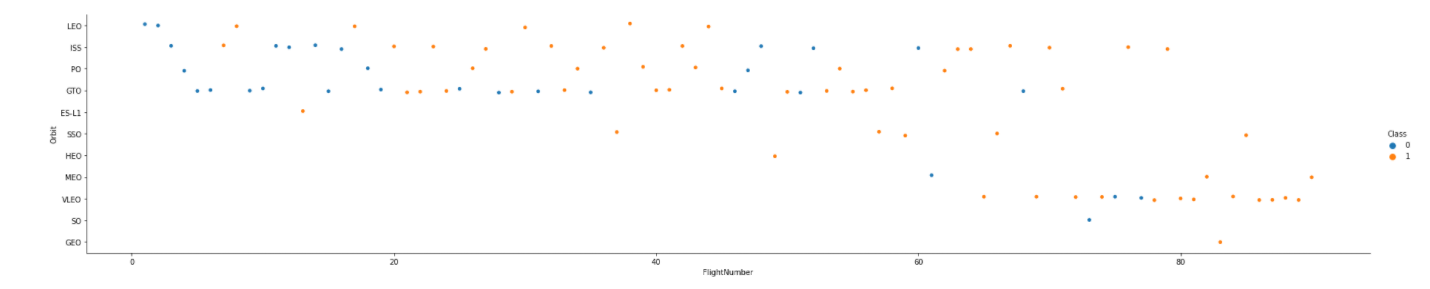 LEO
ISS
PO
GTO
ES-L1
SSO
HEO
MEO
VLEO
SO
GEO
Orbit
0 20 40 60 80
FlightNumber
Class
0
1